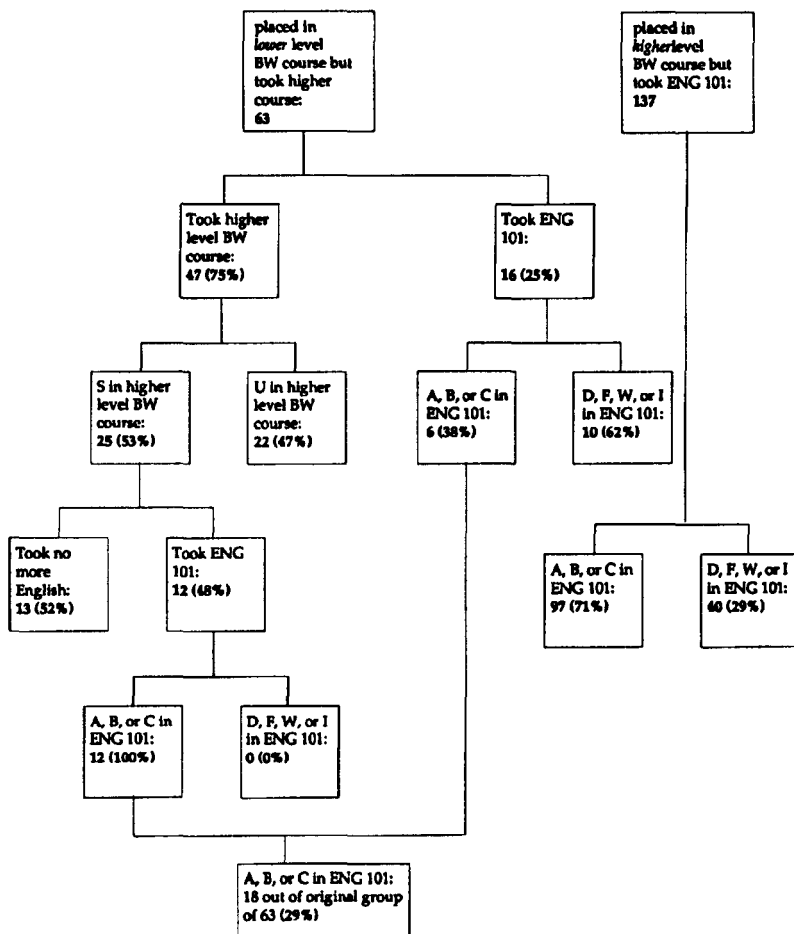 placed in
lower level
BW course but
took higher
course:
63
placed in
higherlevel
BW course but
took ENG 101:
137
Took higher
level BW
course:
47 (75%)
Took ENG
101:
16 (25%)
S in higher
level BW
course:
25 (53%)
U in higher
level BW
course:
22 (47%)
A, B, or C in
ENG 101:
6 (38%)
D, F, W, or I
in ENG 101:
10 (62%)
Took no
more
English:
13 (52%)
Took ENG
101:
12 (48%)
A, B, or C in
ENG 101:
97 (71%)
D, F, W, or I
in ENG 101:
40 (29%)
A, B, or C in
ENG 101:
12 (100%)
D, F, W, or I
in ENG 101:
0 (0%)
A, B, or C in ENG 101:
18 out of original group
of 63 (29%)